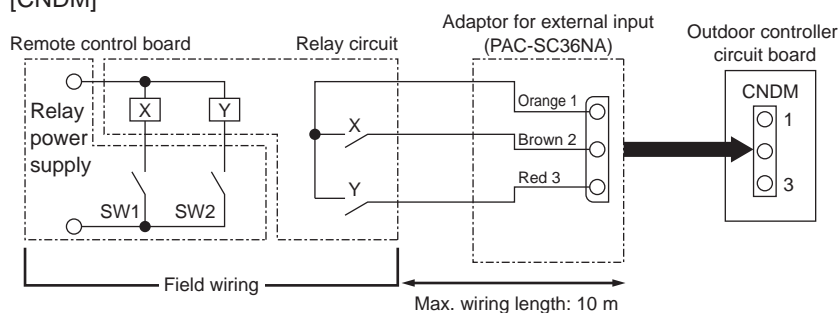 [CNDM]
Adaptor for external input
(PAC-SC36NA)
Outdoor controller
circuit board
Remote control board
Relay circuit
CNDM
Relay
power
supply
X
Y
SW1
SW2
X
Y
Orange 1
Brown 2
Red 3
1
3
Field wiring
Max. wiring length: 10 m